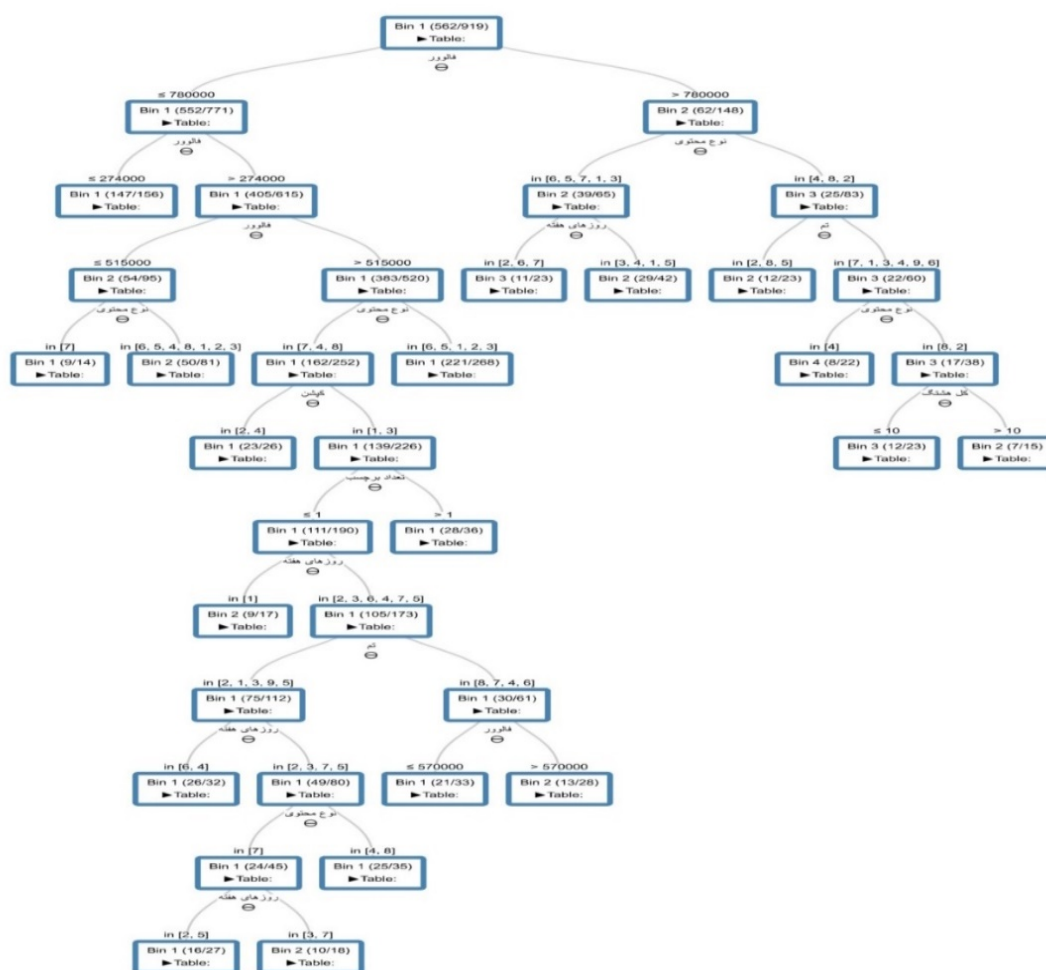 Bin 1 (562/919)
►Table:
فالوور
≤ 780000
> 780000
Bin 1 (552/771)
►Table:
Bin 2 (62/148)
►Table:
فالوور
نوع محتوی
≤ 274000
> 274000
in [6, 5, 7, 1, 3]
in [4, 8, 2]
Bin 1 (147/156)
►Table:
Bin 1 (405/615)
►Table:
Bin 2 (39/65)
►Table:
Bin 3 (25/83)
►Table:
فالوور
روزهای هفته
تم
≤ 515000
> 515000
in [2, 6, 7]
in [3, 4, 1, 5]
in [2, 8, 5]
in [7, 1, 3, 4, 9, 6]
Bin 2 (54/95)
►Table:
Bin 1 (383/520)
►Table:
Bin 3 (11/23)
►Table:
Bin 2 (29/42)
►Table:
Bin 2 (12/23)
►Table:
Bin 3 (22/60)
►Table:
نوع محتوی
نوع محتوی
نوع محتوی
in [7]
in [6, 5, 4, 8, 1, 2, 3]
in [7, 4, 8]
in [6, 5, 1, 2, 3]
in [4]
in [8, 2]
Bin 1 (9/14)
►Table:
Bin 2 (50/81)
►Table:
Bin 1 (162/252)
►Table:
Bin 1 (221/268)
►Table:
Bin 4 (8/22)
►Table:
Bin 3 (17/38)
►Table:
کپشن
کل هشتگ
in [2, 4]
in [1, 3]
≤ 10
> 10
Bin 1 (23/26)
►Table:
Bin 1 (139/226)
►Table:
Bin 3 (12/23)
►Table:
Bin 2 (7/15)
►Table:
تعداد برچسب
≤ 1
> 1
Bin 1 (111/190)
►Table:
Bin 1 (28/36)
►Table:
روزهای هفته
in [1]
in [2, 3, 6, 4, 7, 5]
Bin 2 (9/17)
►Table:
Bin 1 (105/173)
►Table:
تم
in [2, 1, 3, 9, 5]
in [8, 7, 4, 6]
Bin 1 (75/112)
►Table:
Bin 1 (30/61)
►Table:
روزهای هفته
فالوور
in [6, 4]
in [2, 3, 7, 5]
≤ 570000
> 570000
Bin 1 (26/32)
►Table:
Bin 1 (49/80)
►Table:
Bin 1 (21/33)
►Table:
Bin 2 (13/28)
►Table:
نوع محتوی
in [7]
in [4, 8]
Bin 1 (24/45)
►Table:
Bin 1 (25/35)
►Table:
روزهای هفته
in [2, 5]
in [3, 7]
Bin 1 (16/27)
►Table:
Bin 2 (10/18)
►Table: